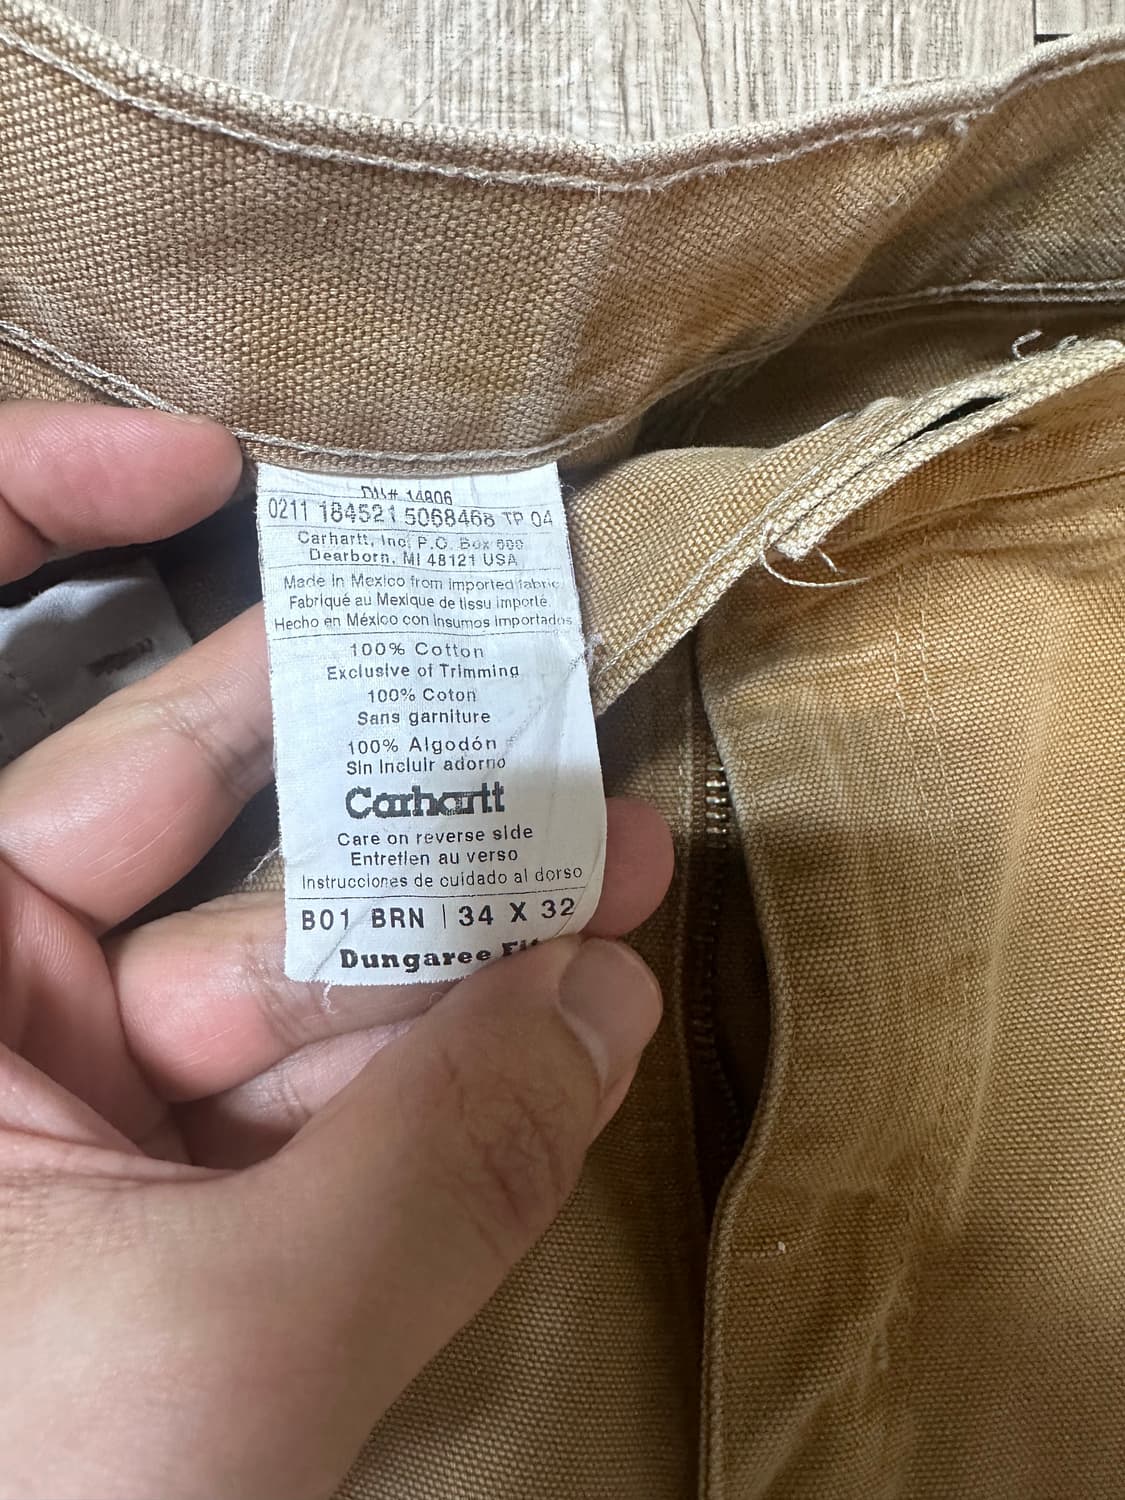 RN# 14806
0211 184521 5068468 TP 04
Carhartt, Inc. P.O. Box 600
Dearborn, MI 48121 USA
Made in Mexico from imported fabric
Fabriqué au Mexique de tissu importé
Hecho en México con insumos importados
100% Cotton
Exclusive of Trimming
100% Coton
Sans garniture
100% Algodón
Sin incluir adorno
Carhartt
Care on reverse side
Entretien au verso
Instrucciones de cuidado al dorso
B01 BRN | 34 X 32
Dungaree Fit